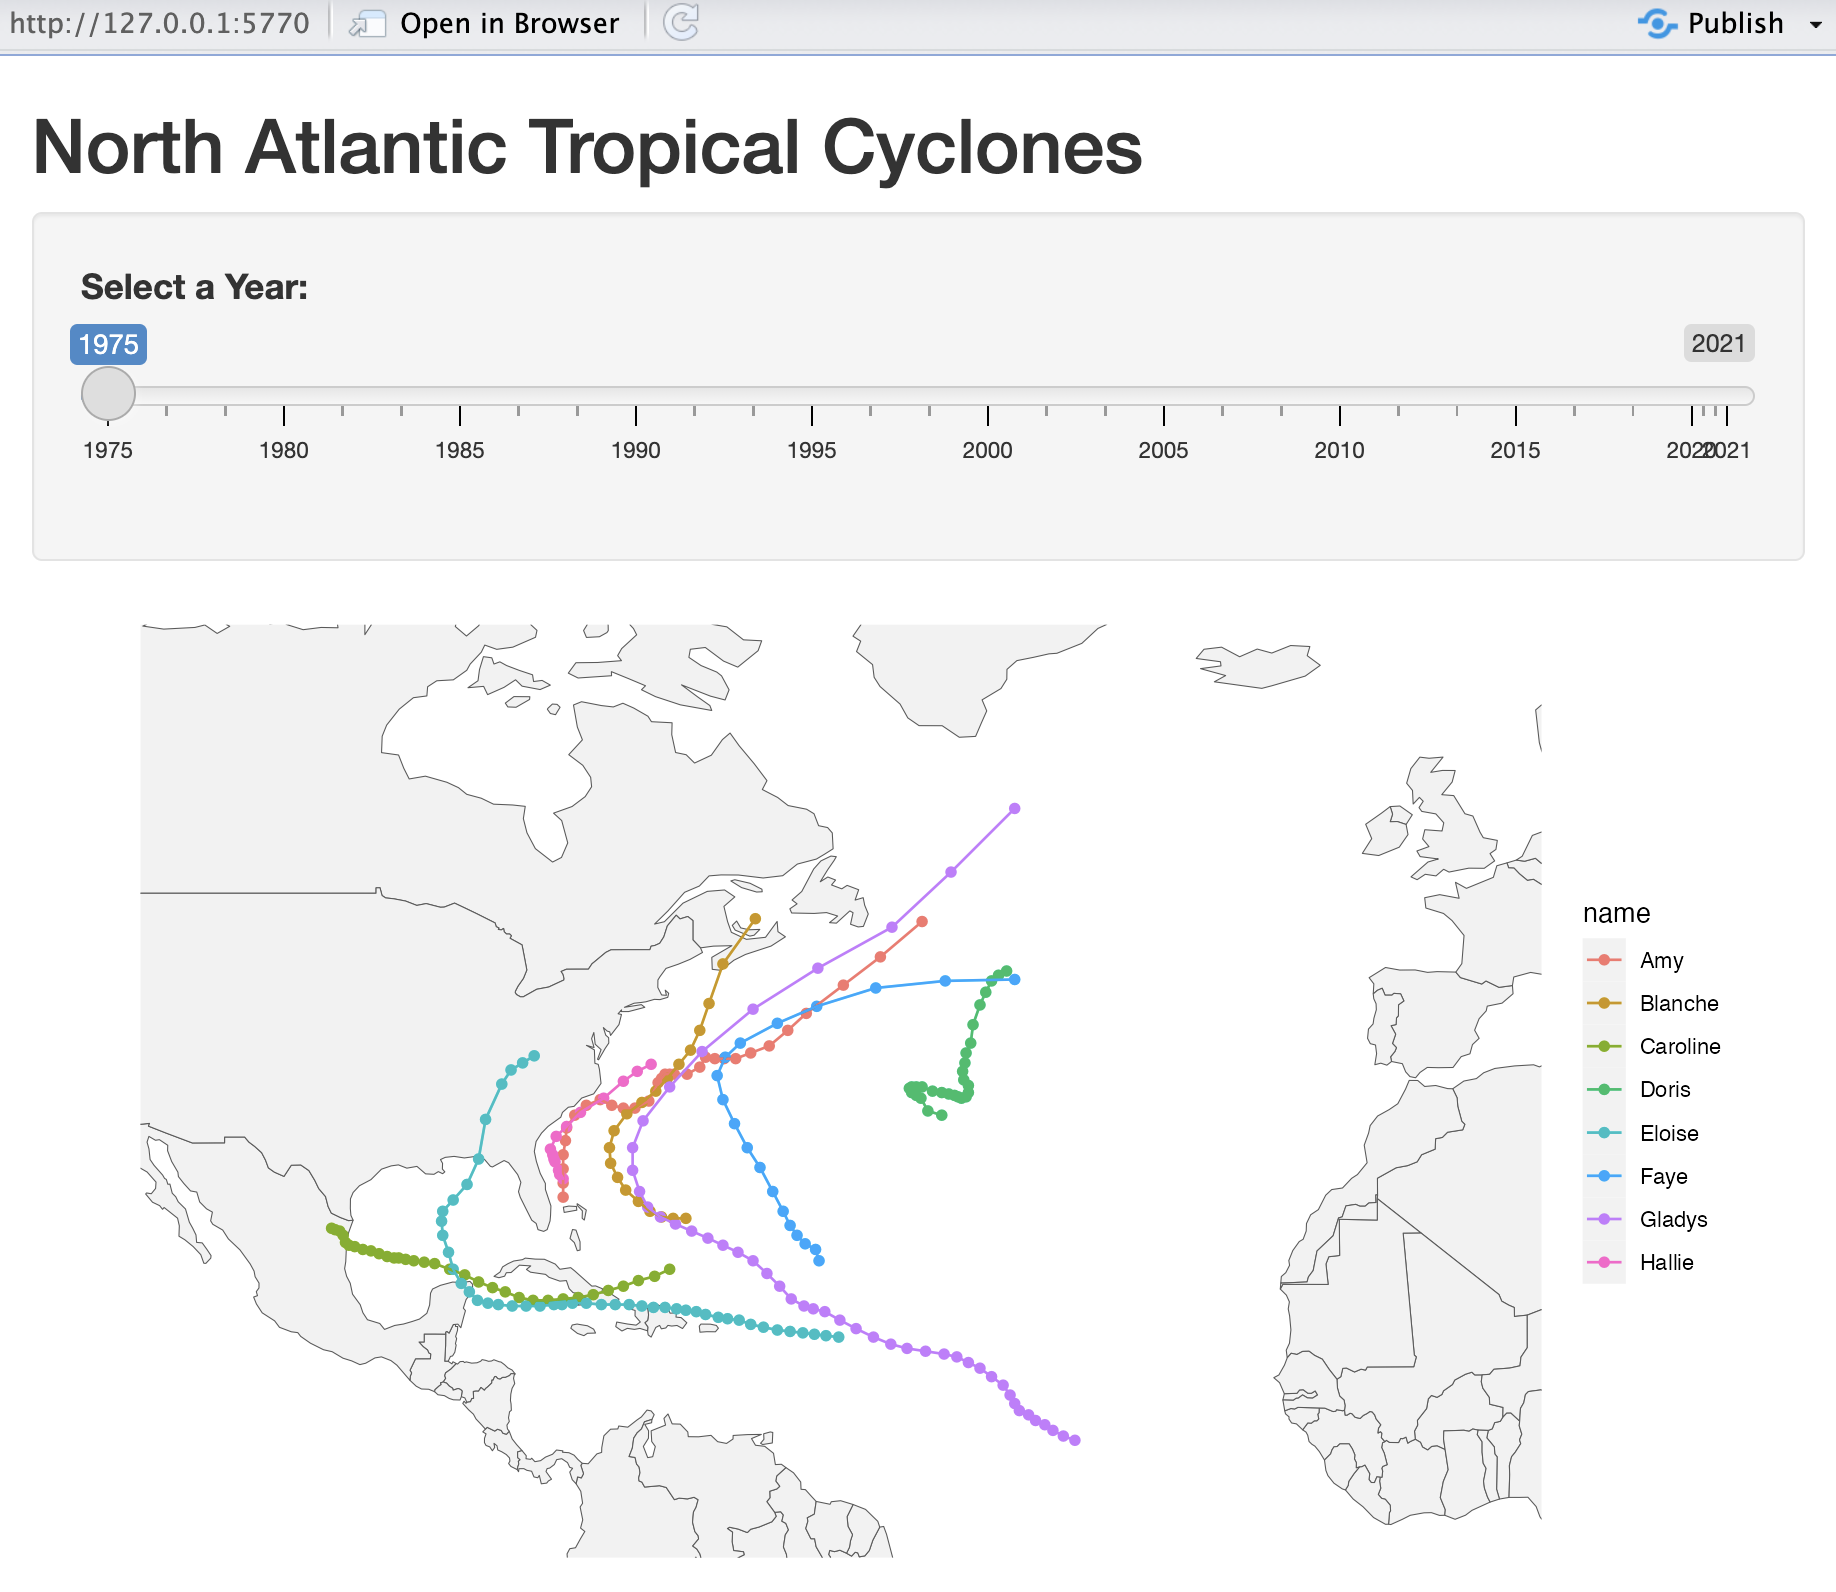 http://127.0.0.1:5770 Open in Browser Publish
North Atlantic Tropical Cyclones
Select a Year:
1975 2021
1975 1980 1985 1990 1995 2000 2005 2010 2015 2020 2021
name
Amy
Blanche
Caroline
Doris
Eloise
Faye
Gladys
Hallie